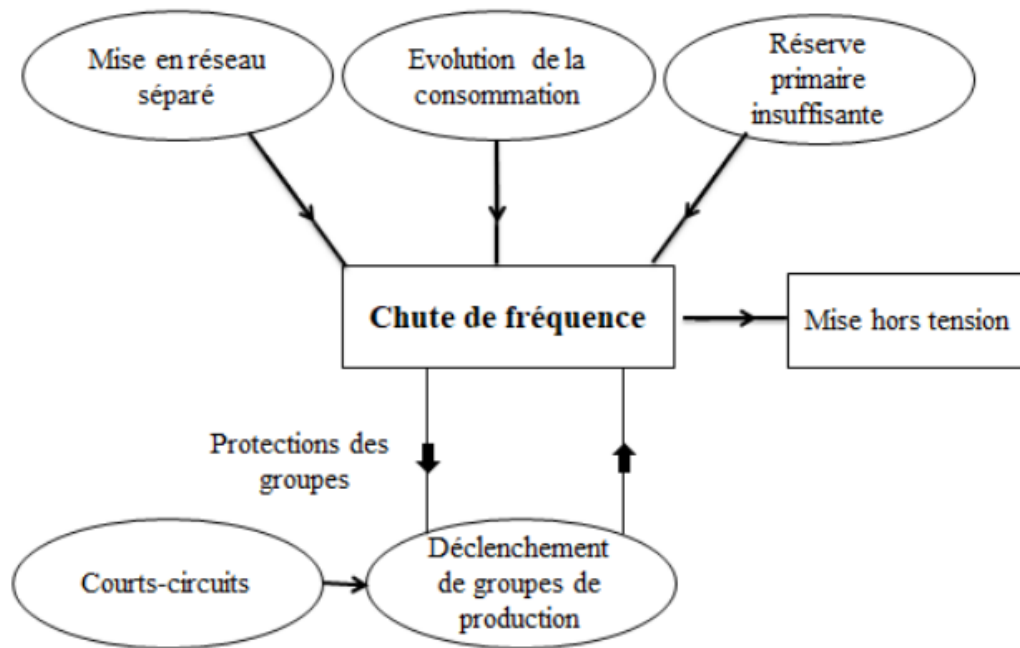 Mise en réseau
séparé
Evolution de la
consommation
Réserve
primaire
insuffisante
Chute de fréquence
Mise hors tension
Protections des
groupes
Courts-circuits
Déclenchement
de groupes de
production